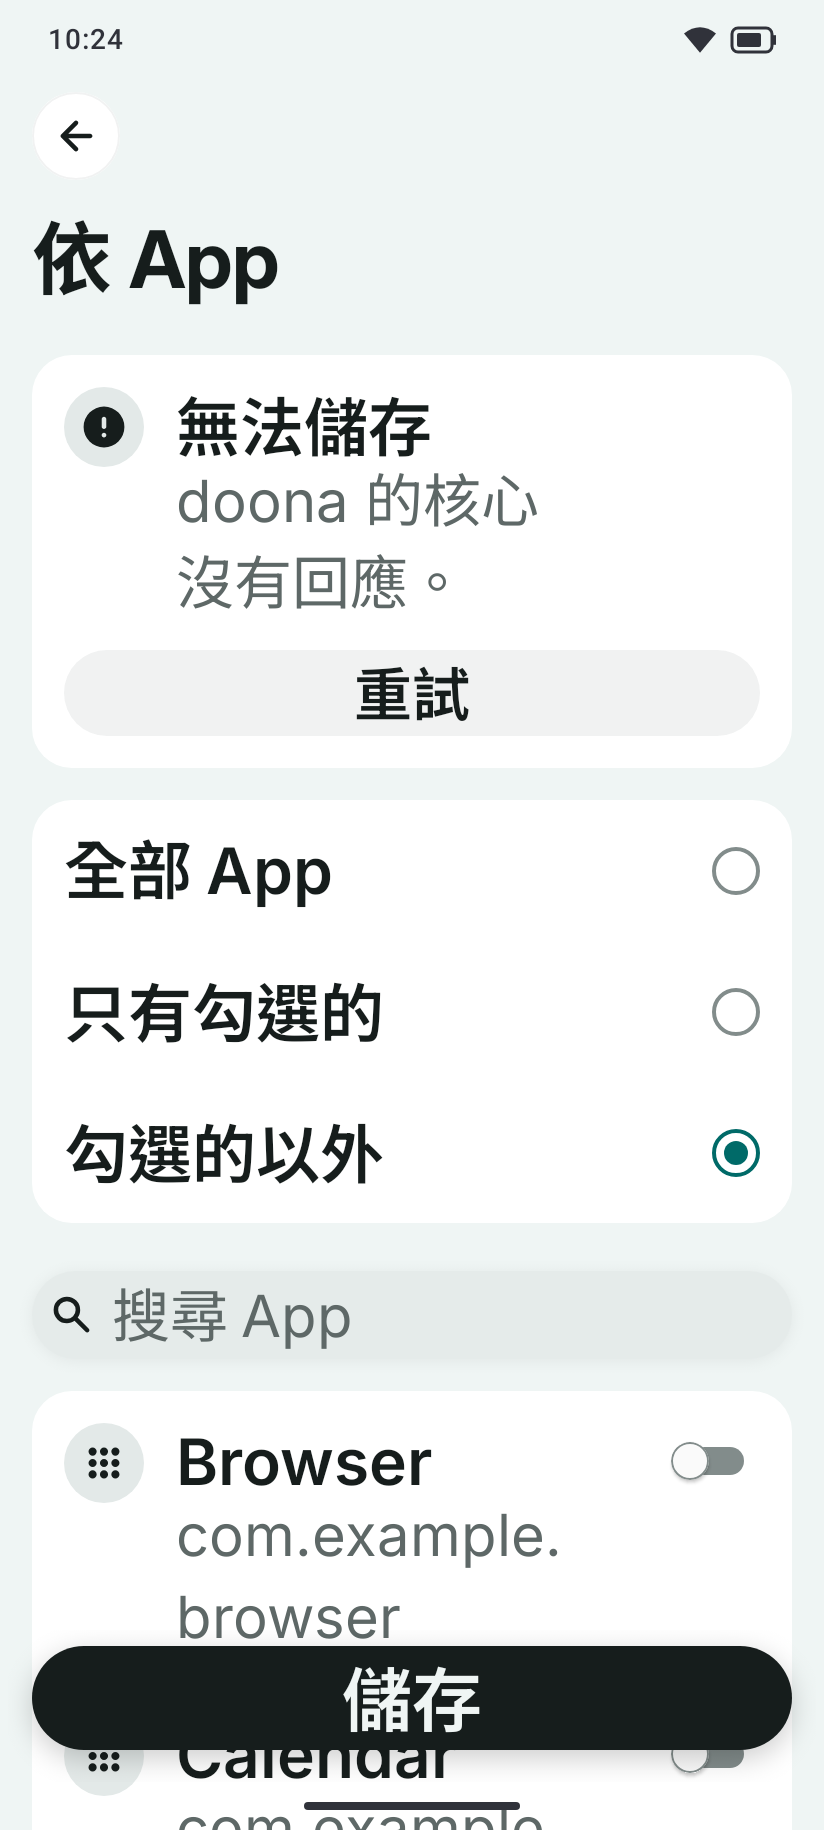 10:24
依 App
無法儲存
doona 的核心
沒有回應。
重試
全部 App
只有勾選的
勾選的以外
搜尋 App
Browser
com.example.
browser
儲存
Calendar
com.example.